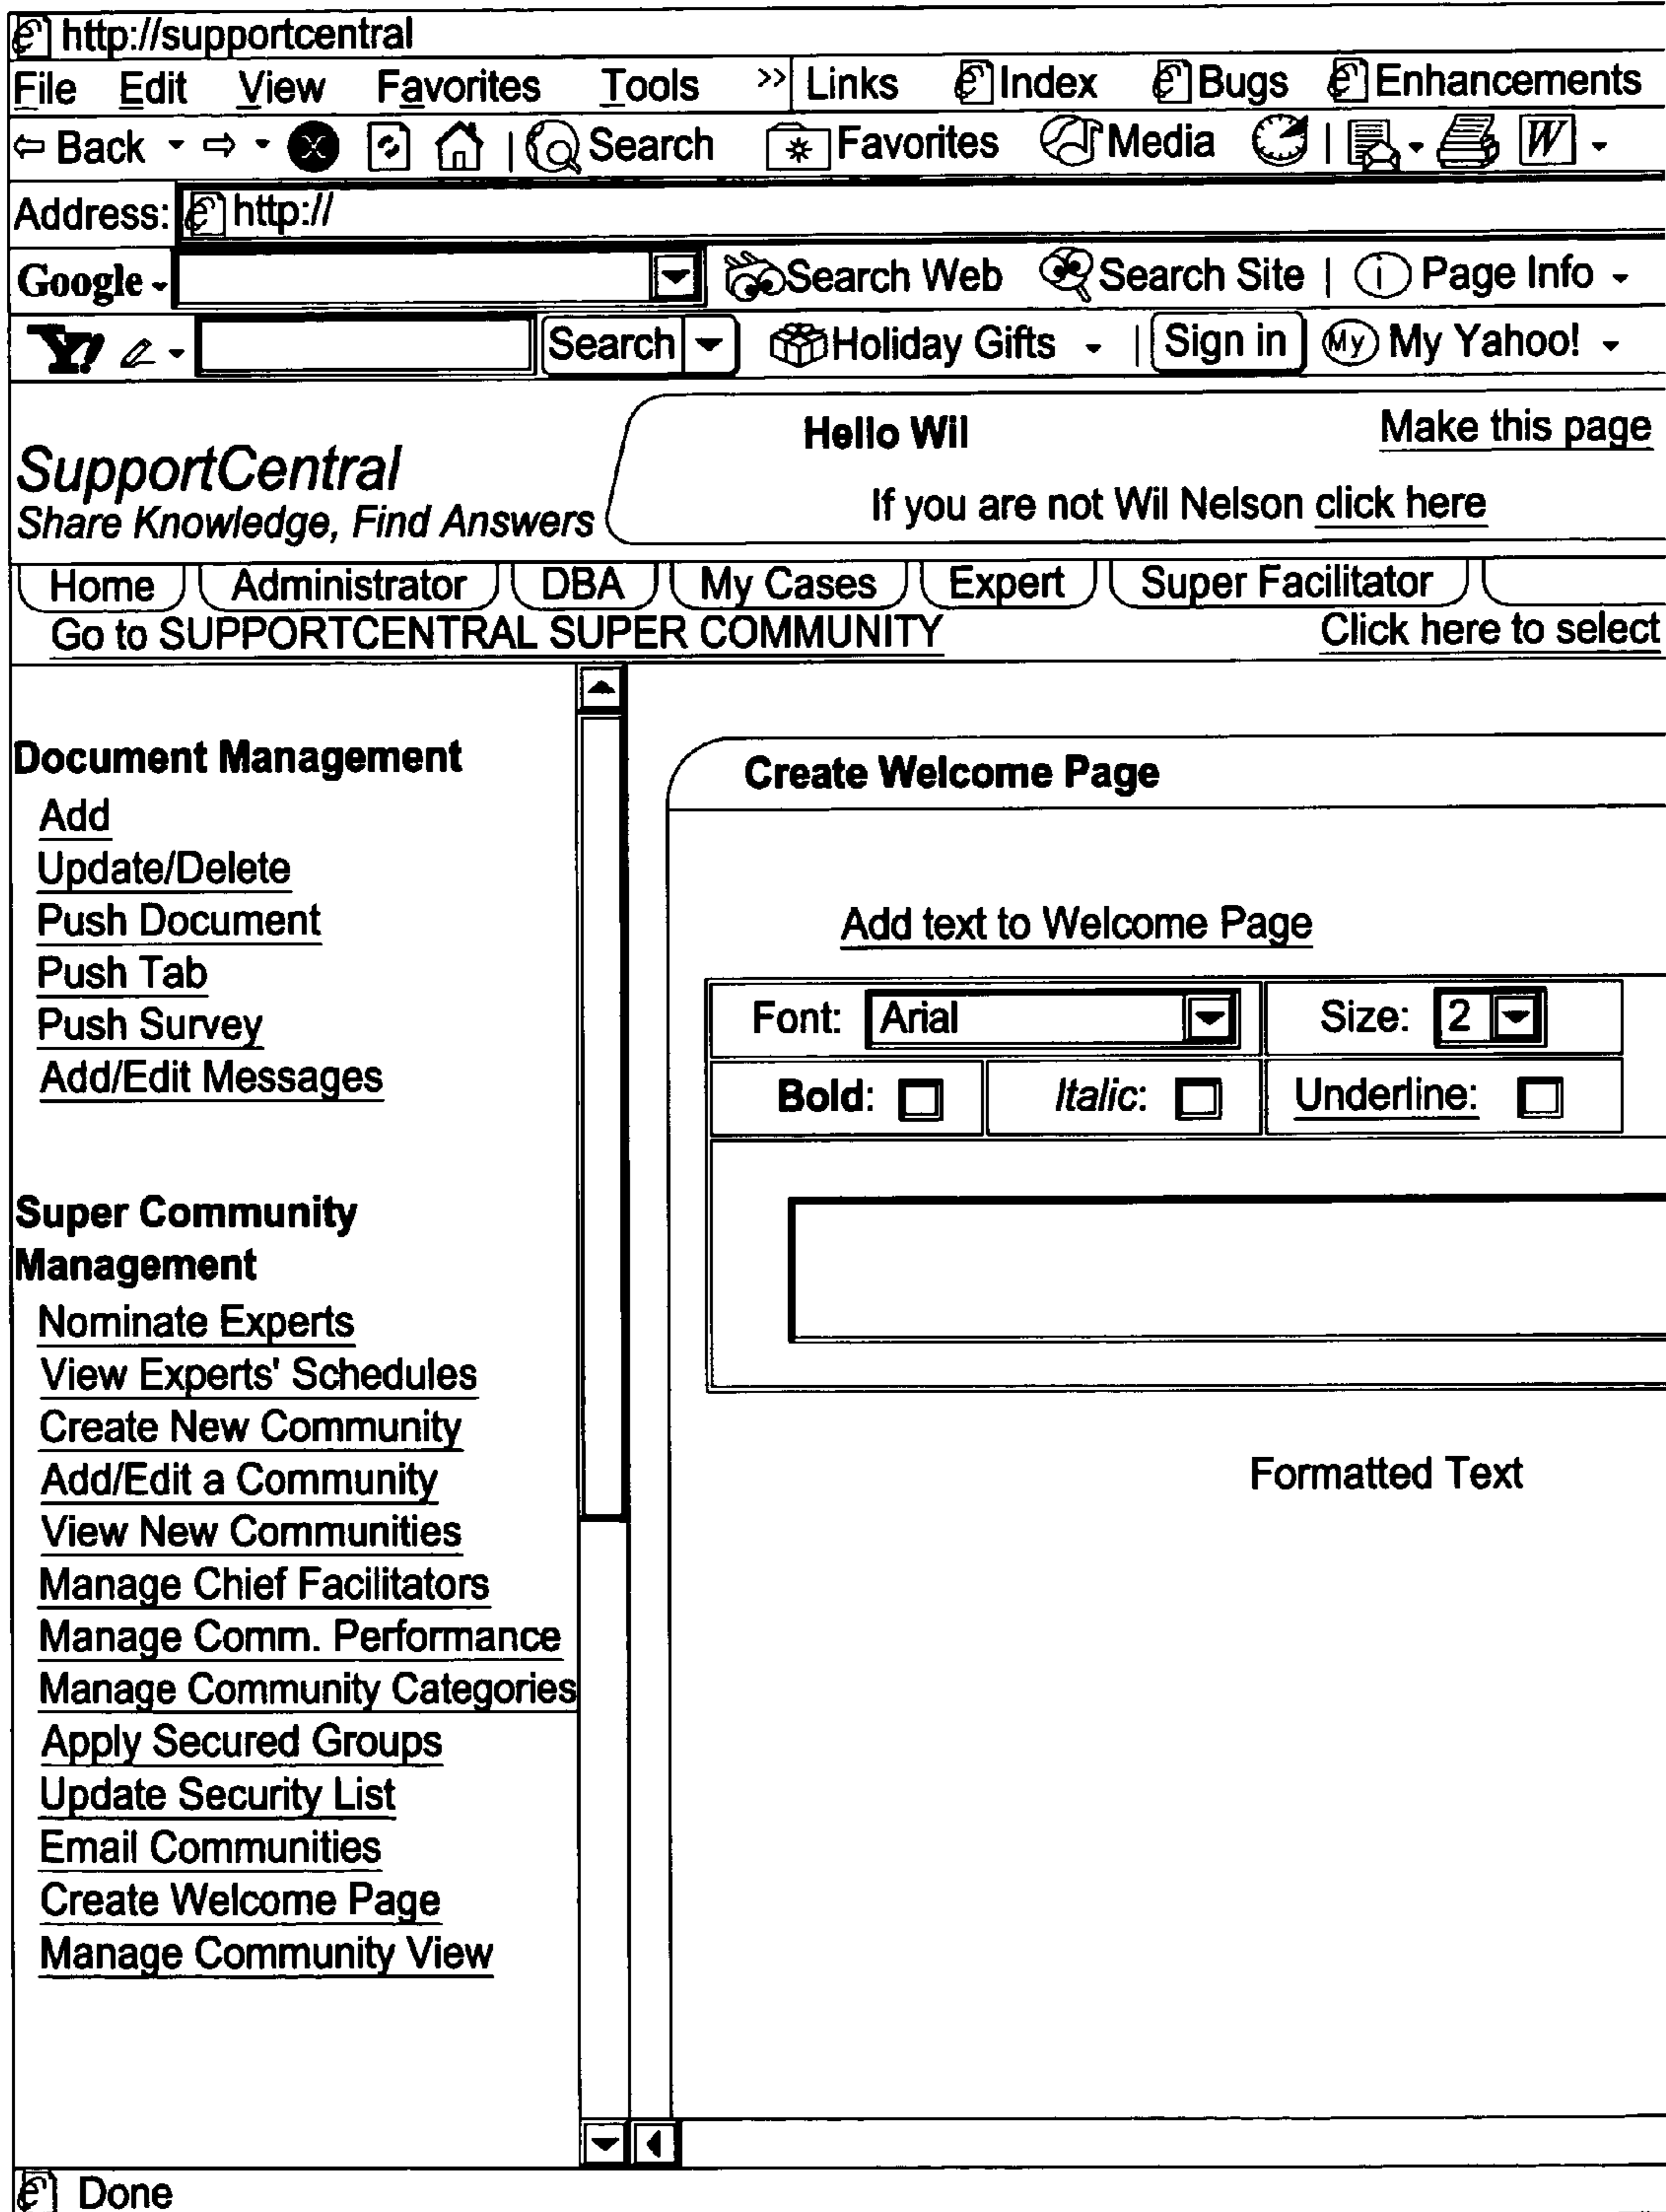 http://supportcentral
File Edit View Favorites Tools >> Links Index Bugs Enhancements
Back Search Favorites Media W
Address: http://
Google Search Web Search Site | i Page Info
Y! Search Holiday Gifts | Sign in My My Yahoo!
Hello Wil Make this page
SupportCentral
Share Knowledge, Find Answers
If you are not Wil Nelson click here
Home Administrator DBA My Cases Expert Super Facilitator
Go to SUPPORTCENTRAL SUPER COMMUNITY Click here to select
Document Management
Add
Update/Delete
Push Document
Push Tab
Push Survey
Add/Edit Messages
Super Community
Management
Nominate Experts
View Experts' Schedules
Create New Community
Add/Edit a Community
View New Communities
Manage Chief Facilitators
Manage Comm. Performance
Manage Community Categories
Apply Secured Groups
Update Security List
Email Communities
Create Welcome Page
Manage Community View
Create Welcome Page
Add text to Welcome Page
Font: Arial Size: 2
Bold: Italic: Underline:
Formatted Text
Done